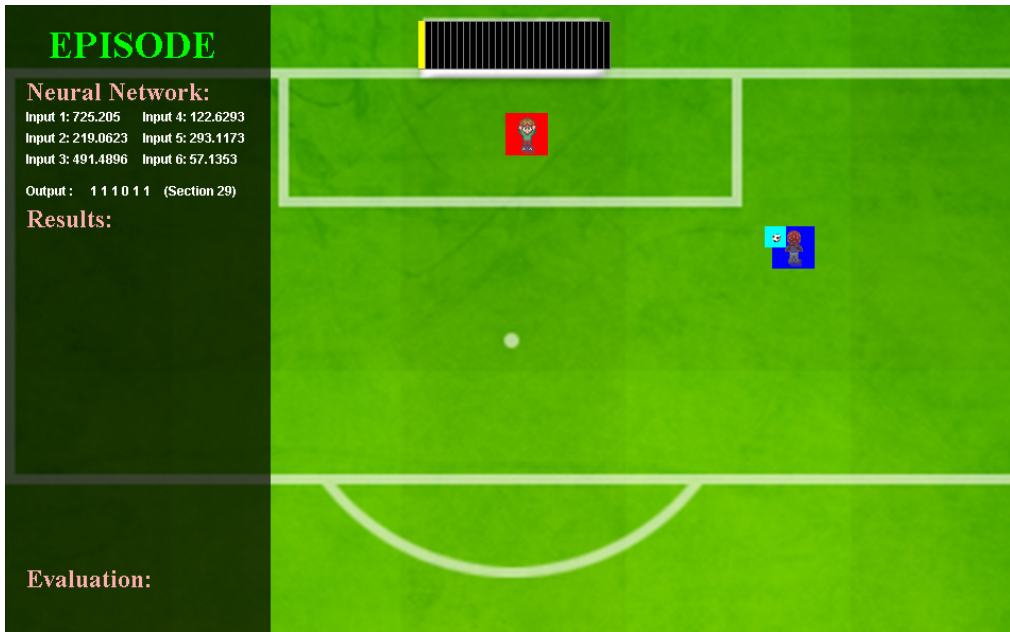 EPISODE
Neural Network:
Input 1: 725.205 Input 4: 122.6293
Input 2: 219.0623 Input 5: 293.1173
Input 3: 491.4896 Input 6: 57.1353
Output : 1 1 1 0 1 1 (Section 29)
Results:
Evaluation: